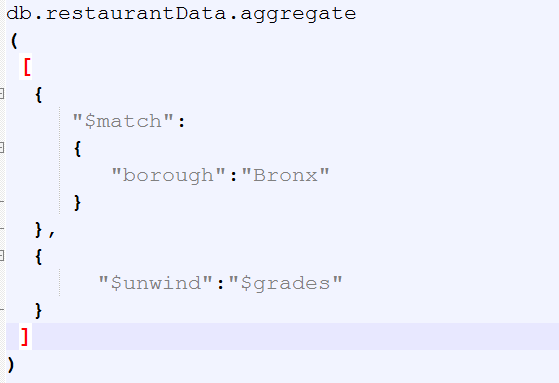 db.restaurantData.aggregate
(
[
{
"$match":
{
"borough":"Bronx"
}
},
{
"$unwind":"$grades"
}
]
)